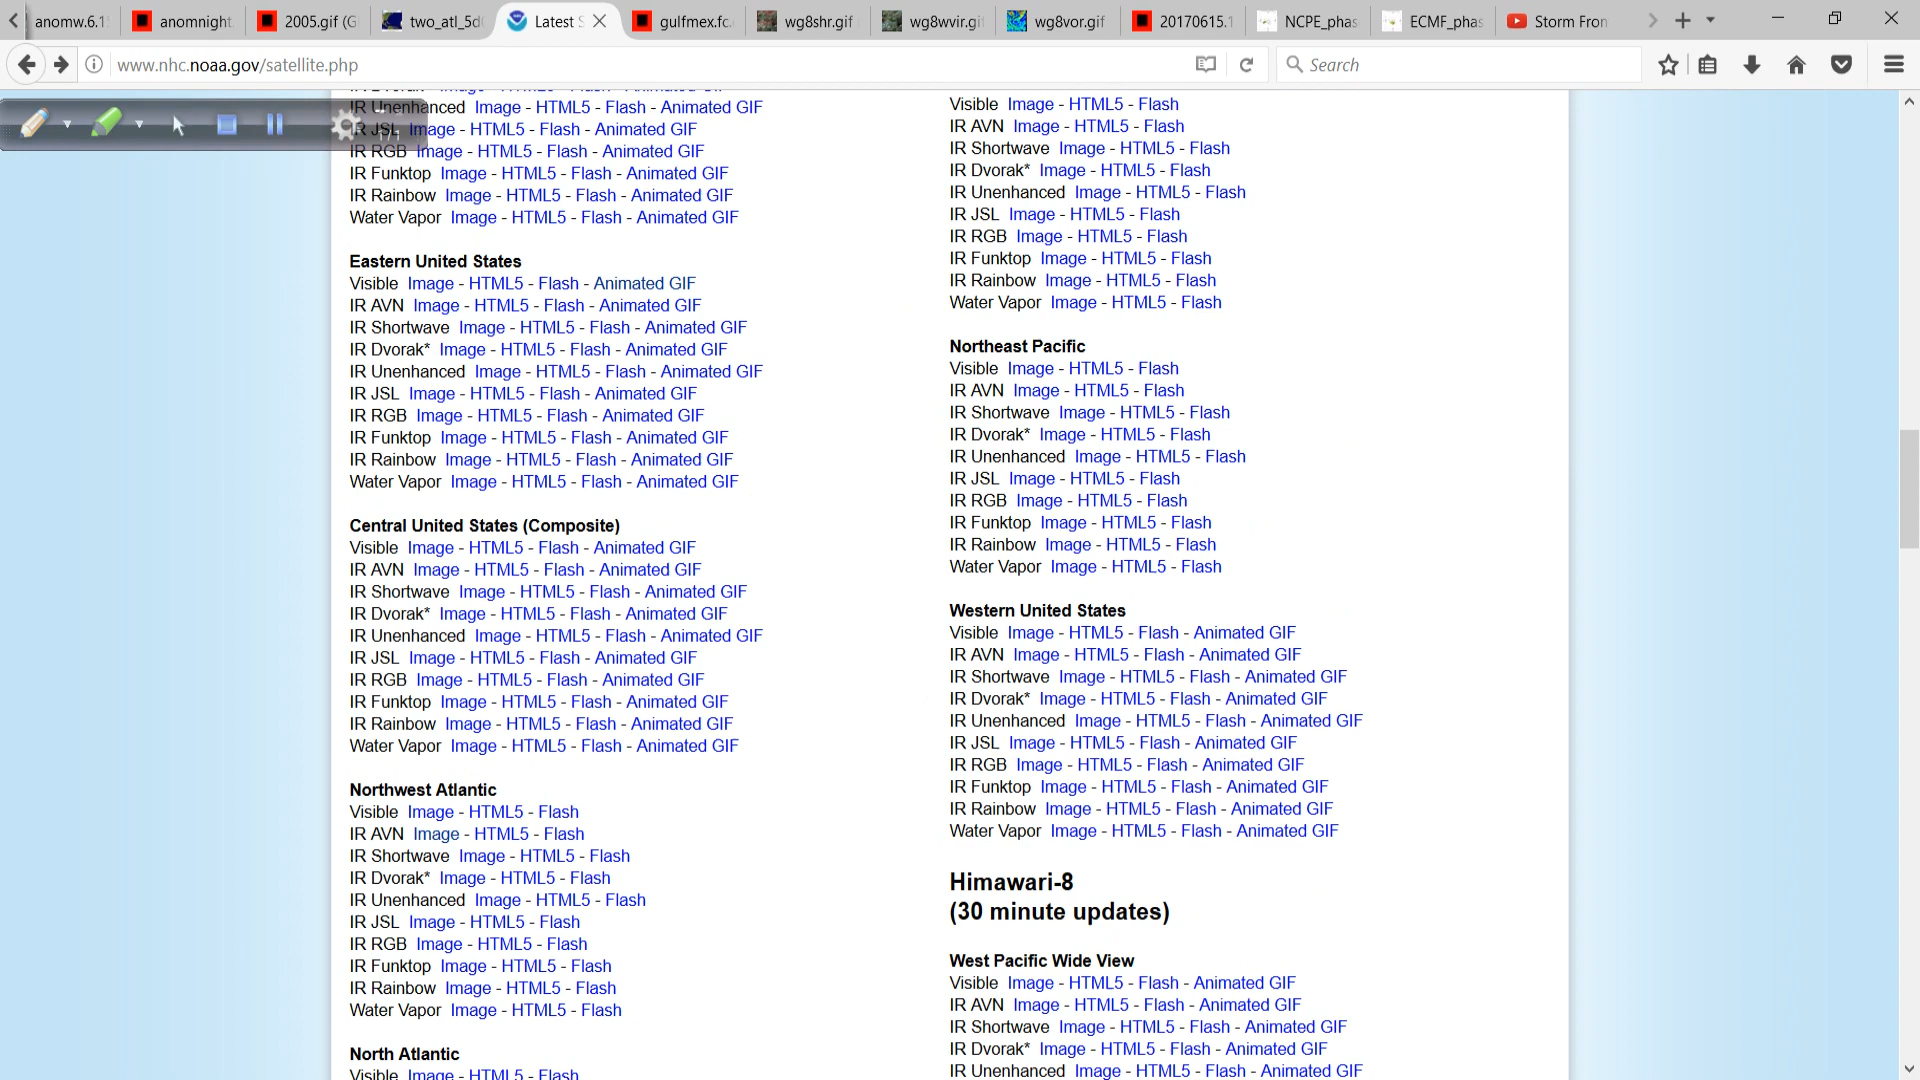 anomw.6.1
anomnight.
2005.gif (G
two_atl_5d
Latest S
gulfmex.fc.
wg8shr.gif
wg8wvir.gi
wg8vor.gif
20170615.1
NCPE_phas
ECMF_phas
Storm Fron
www.nhc.noaa.gov/satellite.php
Search
IR Unenhanced Image - HTML5 - Flash - Animated GIF
IR JSL Image - HTML5 - Flash - Animated GIF
IR RGB Image - HTML5 - Flash - Animated GIF
IR Funktop Image - HTML5 - Flash - Animated GIF
IR Rainbow Image - HTML5 - Flash - Animated GIF
Water Vapor Image - HTML5 - Flash - Animated GIF
Eastern United States
Visible Image - HTML5 - Flash - Animated GIF
IR AVN Image - HTML5 - Flash - Animated GIF
IR Shortwave Image - HTML5 - Flash - Animated GIF
IR Dvorak* Image - HTML5 - Flash - Animated GIF
IR Unenhanced Image - HTML5 - Flash - Animated GIF
IR JSL Image - HTML5 - Flash - Animated GIF
IR RGB Image - HTML5 - Flash - Animated GIF
IR Funktop Image - HTML5 - Flash - Animated GIF
IR Rainbow Image - HTML5 - Flash - Animated GIF
Water Vapor Image - HTML5 - Flash - Animated GIF
Central United States (Composite)
Visible Image - HTML5 - Flash - Animated GIF
IR AVN Image - HTML5 - Flash - Animated GIF
IR Shortwave Image - HTML5 - Flash - Animated GIF
IR Dvorak* Image - HTML5 - Flash - Animated GIF
IR Unenhanced Image - HTML5 - Flash - Animated GIF
IR JSL Image - HTML5 - Flash - Animated GIF
IR RGB Image - HTML5 - Flash - Animated GIF
IR Funktop Image - HTML5 - Flash - Animated GIF
IR Rainbow Image - HTML5 - Flash - Animated GIF
Water Vapor Image - HTML5 - Flash - Animated GIF
Northwest Atlantic
Visible Image - HTML5 - Flash
IR AVN Image - HTML5 - Flash
IR Shortwave Image - HTML5 - Flash
IR Dvorak* Image - HTML5 - Flash
IR Unenhanced Image - HTML5 - Flash
IR JSL Image - HTML5 - Flash
IR RGB Image - HTML5 - Flash
IR Funktop Image - HTML5 - Flash
IR Rainbow Image - HTML5 - Flash
Water Vapor Image - HTML5 - Flash
North Atlantic
Visible Image - HTML5 - Flash
Visible Image - HTML5 - Flash
IR AVN Image - HTML5 - Flash
IR Shortwave Image - HTML5 - Flash
IR Dvorak* Image - HTML5 - Flash
IR Unenhanced Image - HTML5 - Flash
IR JSL Image - HTML5 - Flash
IR RGB Image - HTML5 - Flash
IR Funktop Image - HTML5 - Flash
IR Rainbow Image - HTML5 - Flash
Water Vapor Image - HTML5 - Flash
Northeast Pacific
Visible Image - HTML5 - Flash
IR AVN Image - HTML5 - Flash
IR Shortwave Image - HTML5 - Flash
IR Dvorak* Image - HTML5 - Flash
IR Unenhanced Image - HTML5 - Flash
IR JSL Image - HTML5 - Flash
IR RGB Image - HTML5 - Flash
IR Funktop Image - HTML5 - Flash
IR Rainbow Image - HTML5 - Flash
Water Vapor Image - HTML5 - Flash
Western United States
Visible Image - HTML5 - Flash - Animated GIF
IR AVN Image - HTML5 - Flash - Animated GIF
IR Shortwave Image - HTML5 - Flash - Animated GIF
IR Dvorak* Image - HTML5 - Flash - Animated GIF
IR Unenhanced Image - HTML5 - Flash - Animated GIF
IR JSL Image - HTML5 - Flash - Animated GIF
IR RGB Image - HTML5 - Flash - Animated GIF
IR Funktop Image - HTML5 - Flash - Animated GIF
IR Rainbow Image - HTML5 - Flash - Animated GIF
Water Vapor Image - HTML5 - Flash - Animated GIF
Himawari-8
(30 minute updates)
West Pacific Wide View
Visible Image - HTML5 - Flash - Animated GIF
IR AVN Image - HTML5 - Flash - Animated GIF
IR Shortwave Image - HTML5 - Flash - Animated GIF
IR Dvorak* Image - HTML5 - Flash - Animated GIF
IR Unenhanced Image - HTML5 - Flash - Animated GIF